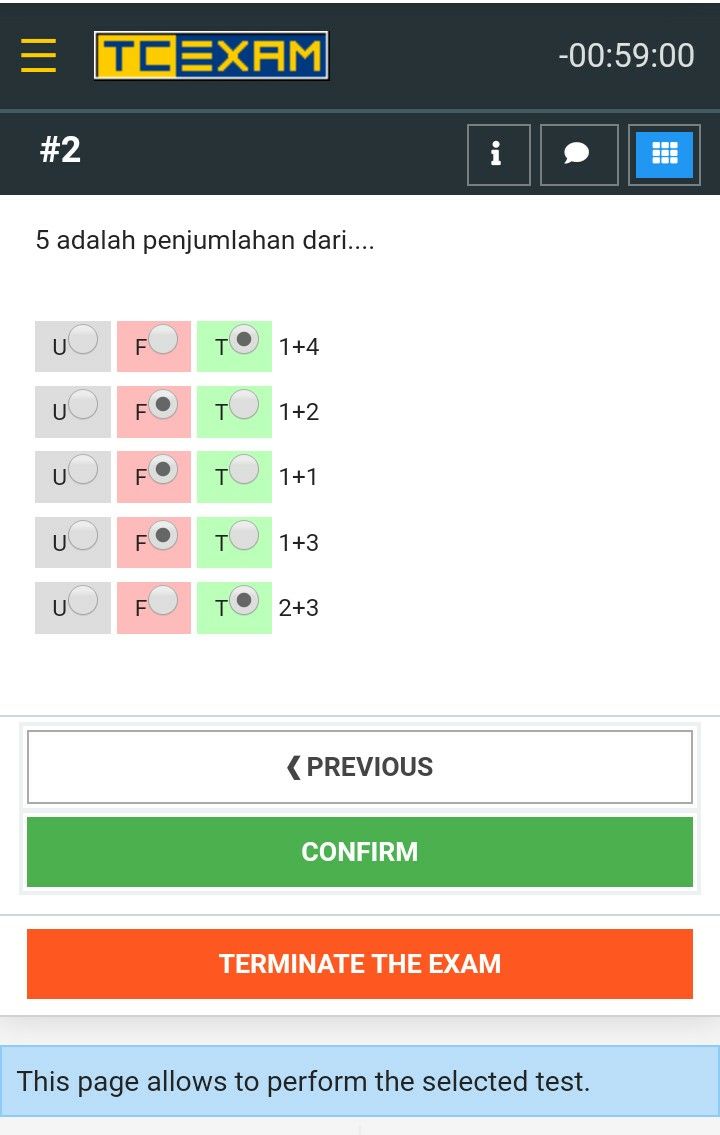 TCEXAM
-00:59:00
#2
5 adalah penjumlahan dari....
U F T 1+4
U F T 1+2
U F T 1+1
U F T 1+3
U F T 2+3
❮ PREVIOUS
CONFIRM
TERMINATE THE EXAM
This page allows to perform the selected test.